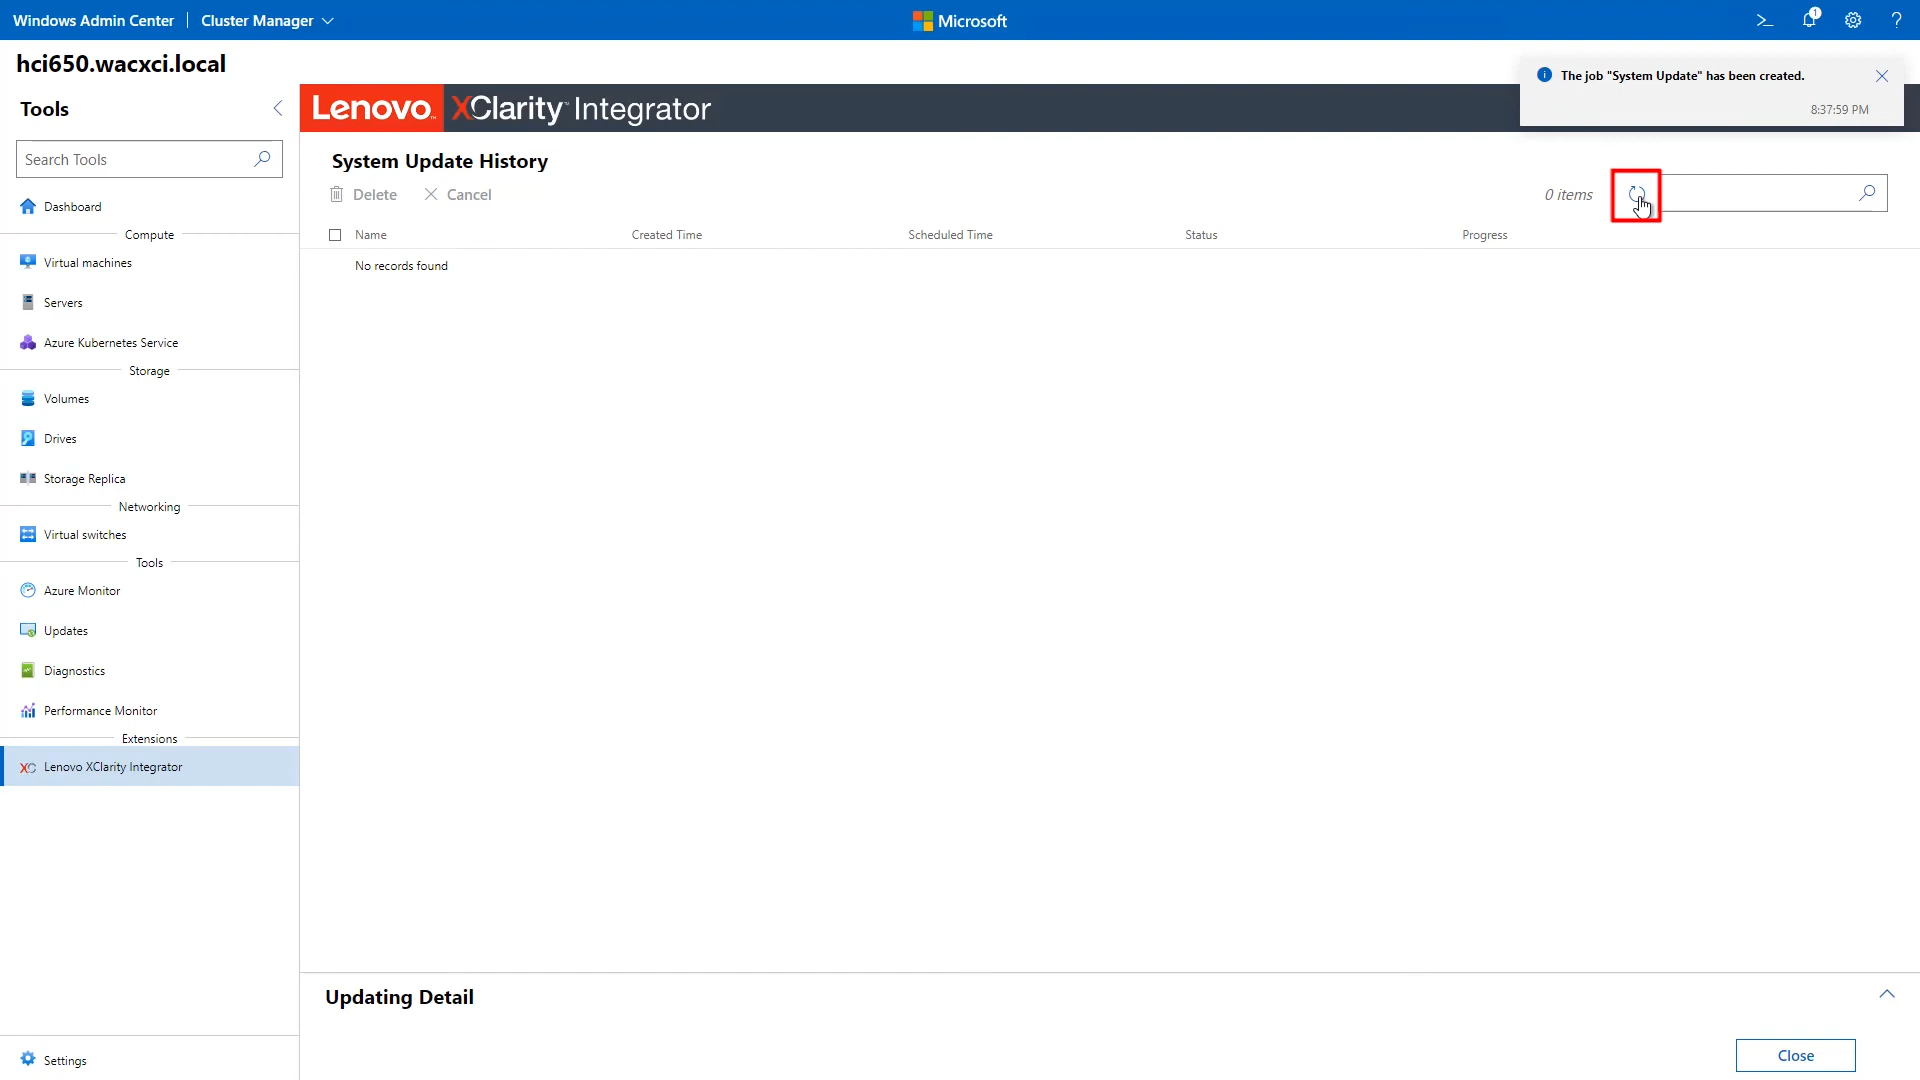 Windows Admin Center | Cluster Manager
Microsoft
1
?
hci650.wacxci.local
The job "System Update" has been created.
8:37:59 PM
Tools
Lenovo XClarity Integrator
Search Tools
System Update History
Delete
Cancel
0 items
Name
Created Time
Scheduled Time
Status
Progress
No records found
Dashboard
Compute
Virtual machines
Servers
Azure Kubernetes Service
Storage
Volumes
Drives
Storage Replica
Networking
Virtual switches
Tools
Azure Monitor
Updates
Diagnostics
Performance Monitor
Extensions
XC Lenovo XClarity Integrator
Settings
Updating Detail
Close